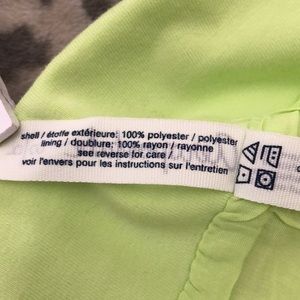 shell / étoffe extérieure: 100% polyester / polyester
lining / doublure: 100% rayon / rayonne
see reverse for care /
voir l'envers pour les instructions sur l'entretien